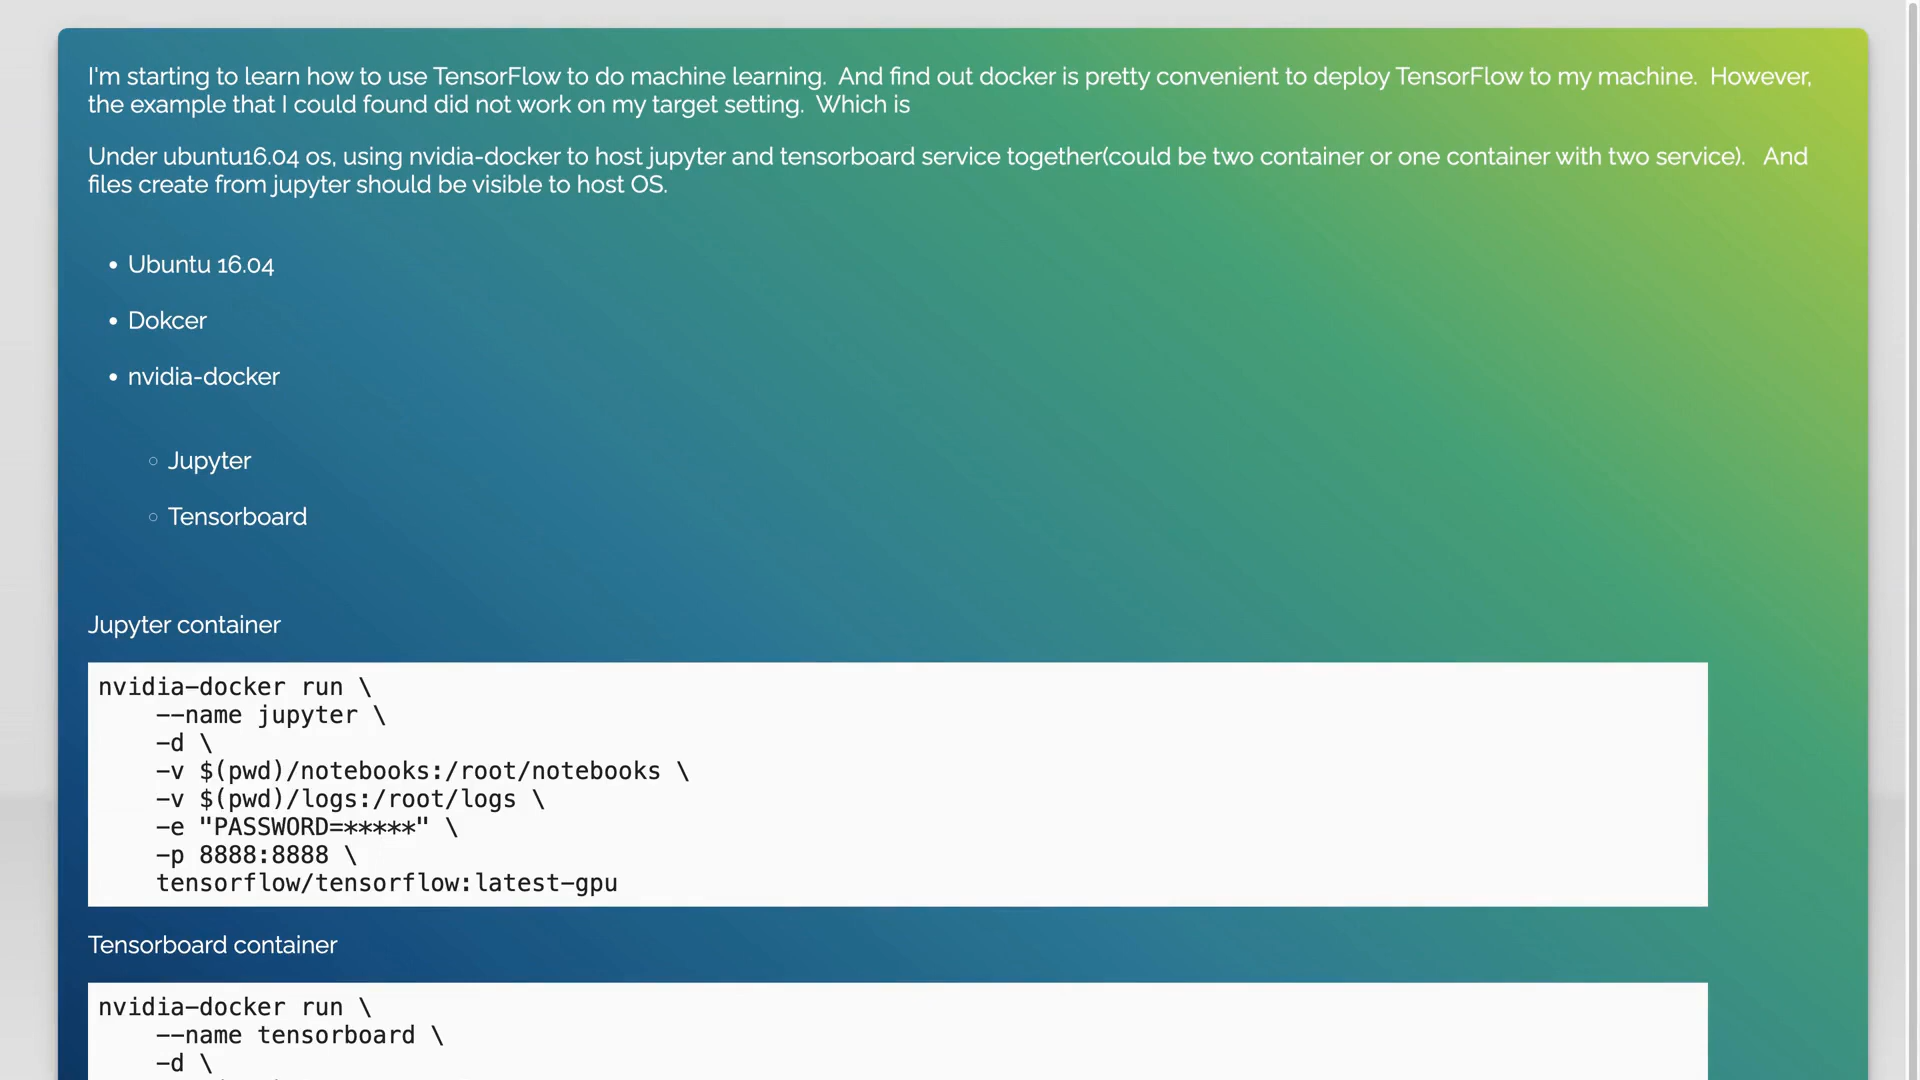 I'm starting to learn how to use TensorFlow to do machine learning.  And find out docker is pretty convenient to deploy TensorFlow to my machine.  However,
the example that I could found did not work on my target setting.  Which is
Under ubuntu16.04 os, using nvidia-docker to host jupyter and tensorboard service together(could be two container or one container with two service).   And
files create from jupyter should be visible to host OS.
• Ubuntu 16.04
• Dokcer
• nvidia-docker
◦ Jupyter
◦ Tensorboard
Jupyter container
nvidia-docker run \
    --name jupyter \
    -d \
    -v $(pwd)/notebooks:/root/notebooks \
    -v $(pwd)/logs:/root/logs \
    -e "PASSWORD=*****" \
    -p 8888:8888 \
    tensorflow/tensorflow:latest-gpu
Tensorboard container
nvidia-docker run \
    --name tensorboard \
    -d \